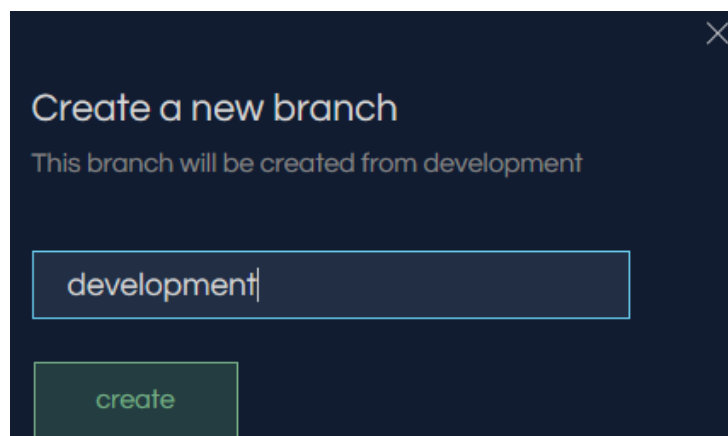 Create a new branch
This branch will be created from development
development
create